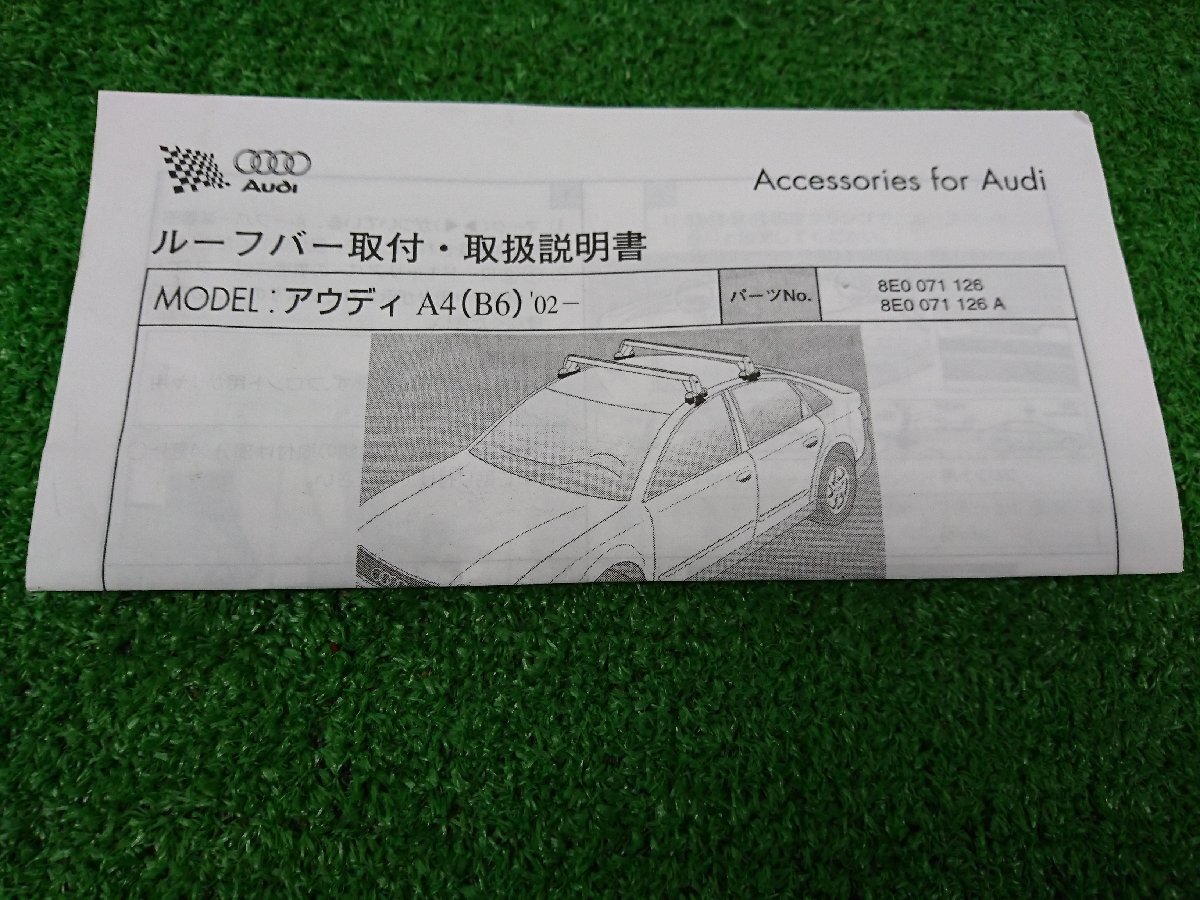 Audi
Accessories for Audi
ルーフバー取付・取扱説明書
MODEL : アウディ A4(B6) '02－
パーツNo.
8E0 071 126
8E0 071 126 A